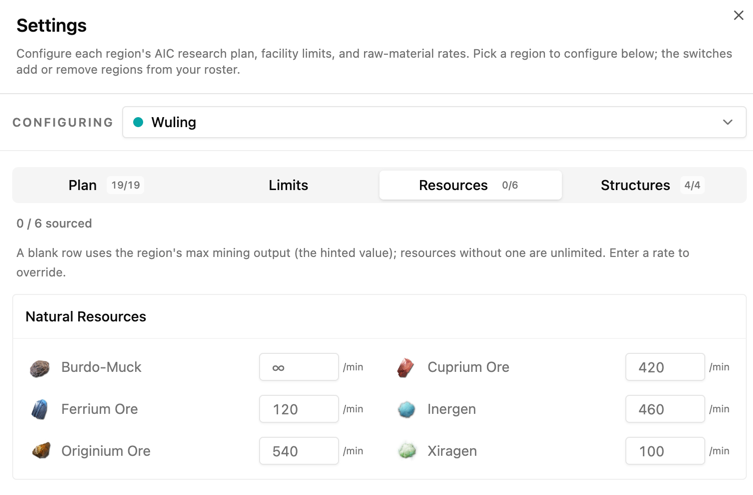 Settings
Configure each region's AIC research plan, facility limits, and raw-material rates. Pick a region to configure below; the switches
add or remove regions from your roster.
CONFIGURING Wuling
Plan 19/19 Limits Resources 0/6 Structures 4/4
0 / 6 sourced
A blank row uses the region's max mining output (the hinted value); resources without one are unlimited. Enter a rate to
override.
Natural Resources
Burdo-Muck ∞ /min Cuprium Ore 420 /min
Ferrium Ore 120 /min Inergen 460 /min
Originium Ore 540 /min Xiragen 100 /min